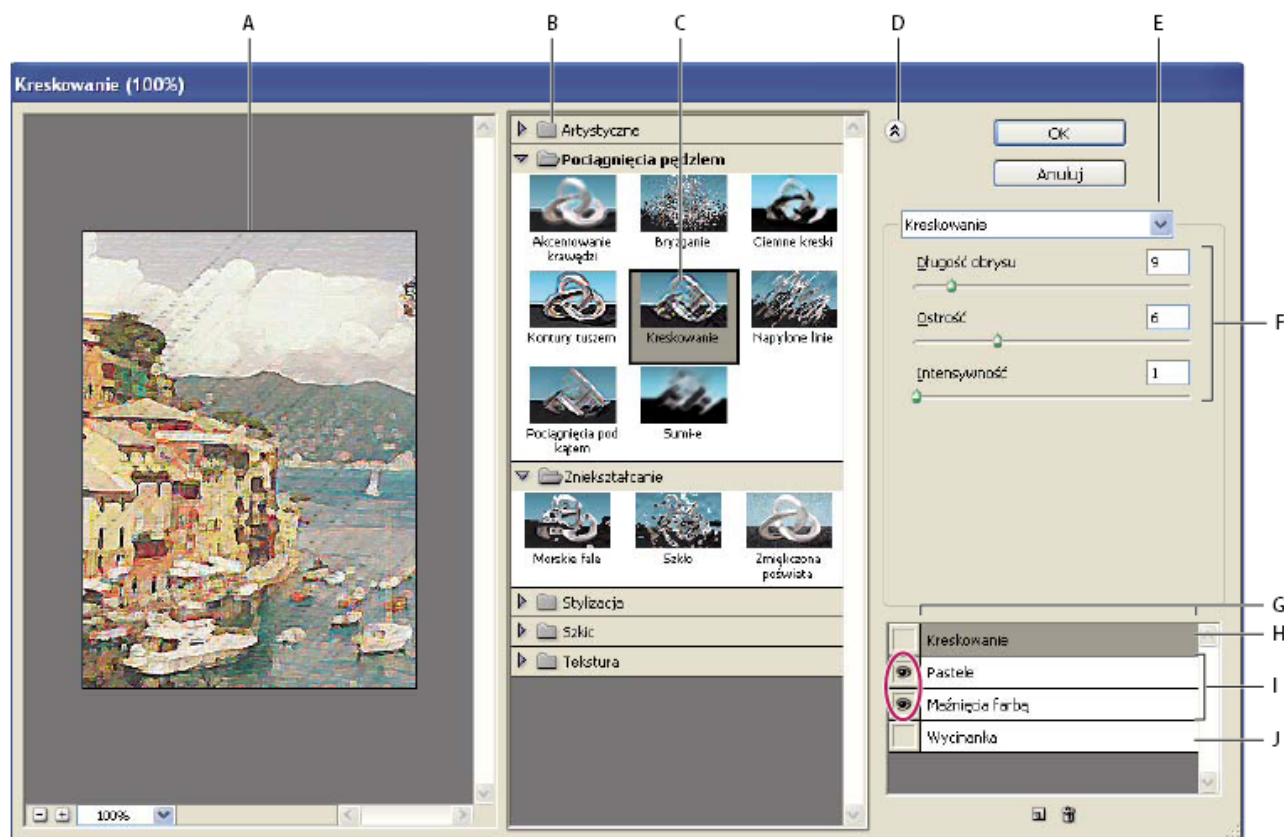 A
B
C
D
E
Kreskowanie (100%)
Artystyczne
Pociągnięcia pędzlem
Akcentowanie krawędzi
Bryzganie
Ciemne kreski
Kontury tuszem
Kreskowanie
Napylone linie
Pociągnięcia pod kątem
Sumi-e
Zniekształcanie
Morskie fale
Szkło
Zmiękczona poświata
Stylizacja
Szkic
Tekstura
100%
OK
Anuluj
Kreskowanie
Długość obrysu 9
Ostrość 6
Intensywność 1
F
G
Kreskowanie
H
Pastele
I
Maźnięcia farbą
Wycinanka
J